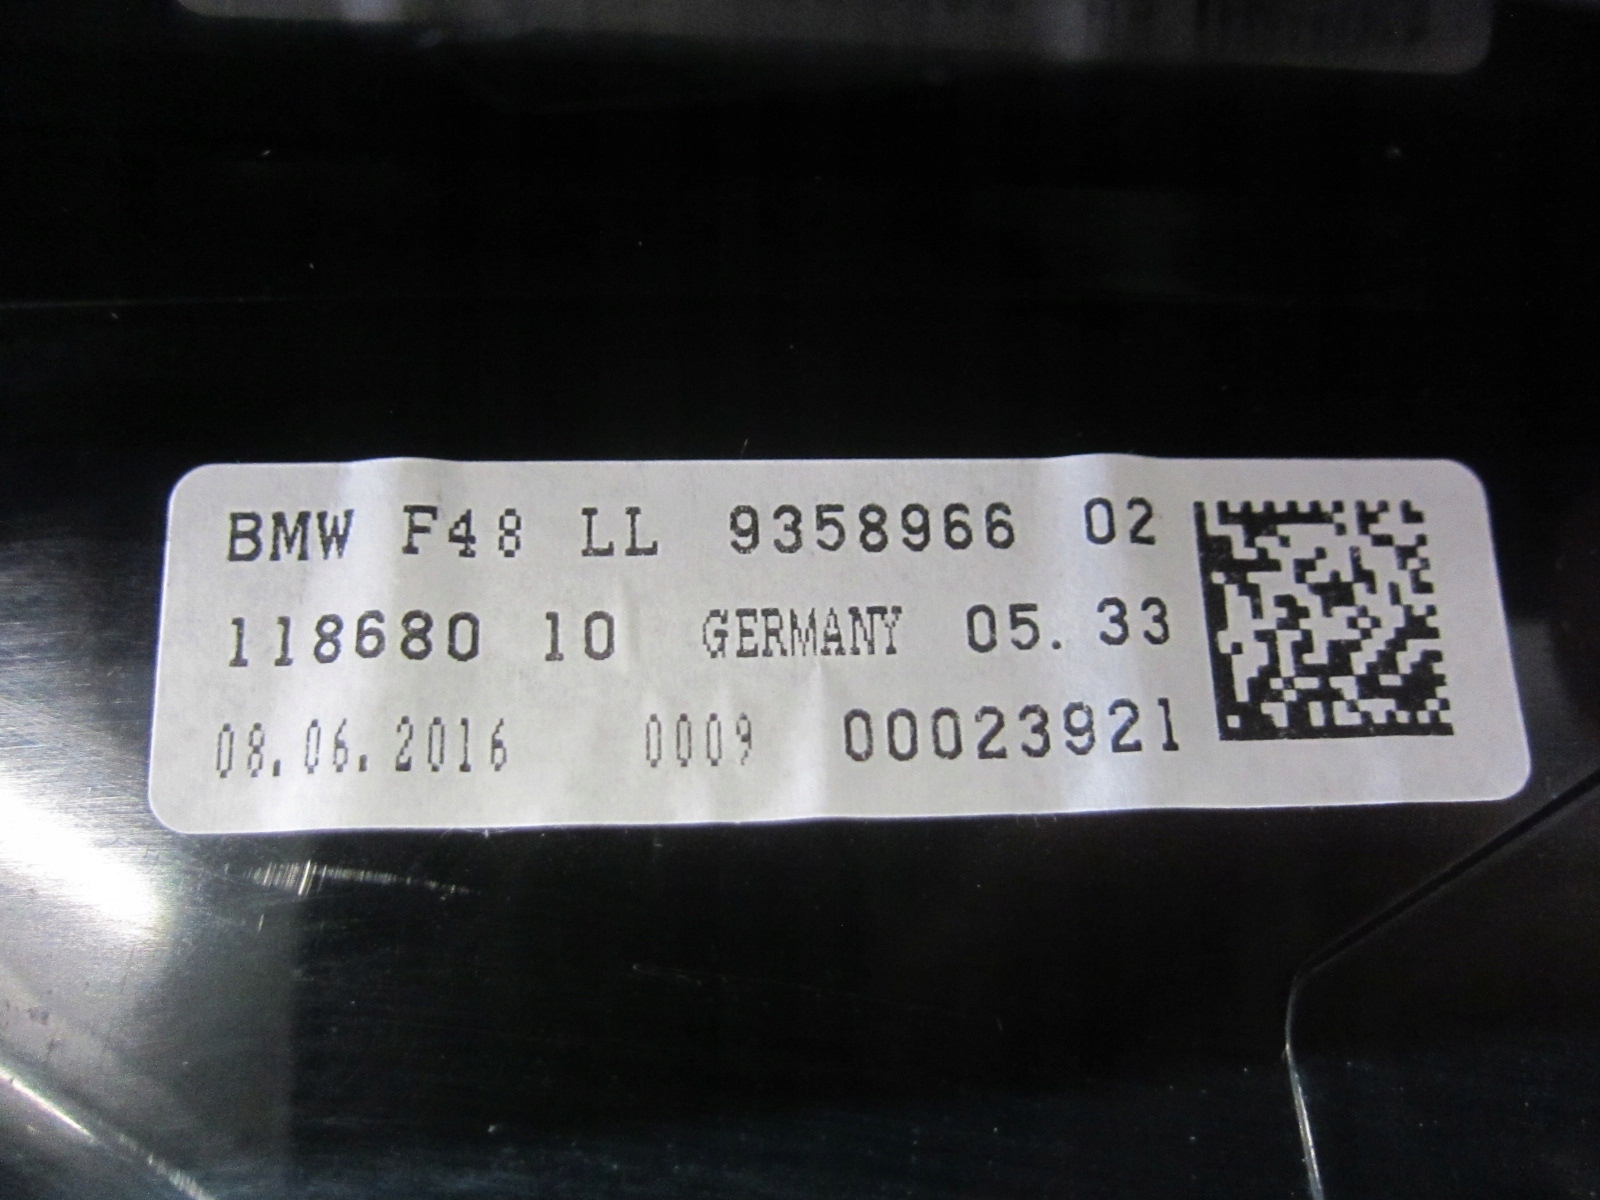 BMW F48 LL 9358966 02
118680 10 GERMANY 05. 33
08.06.2016 0009 00023921